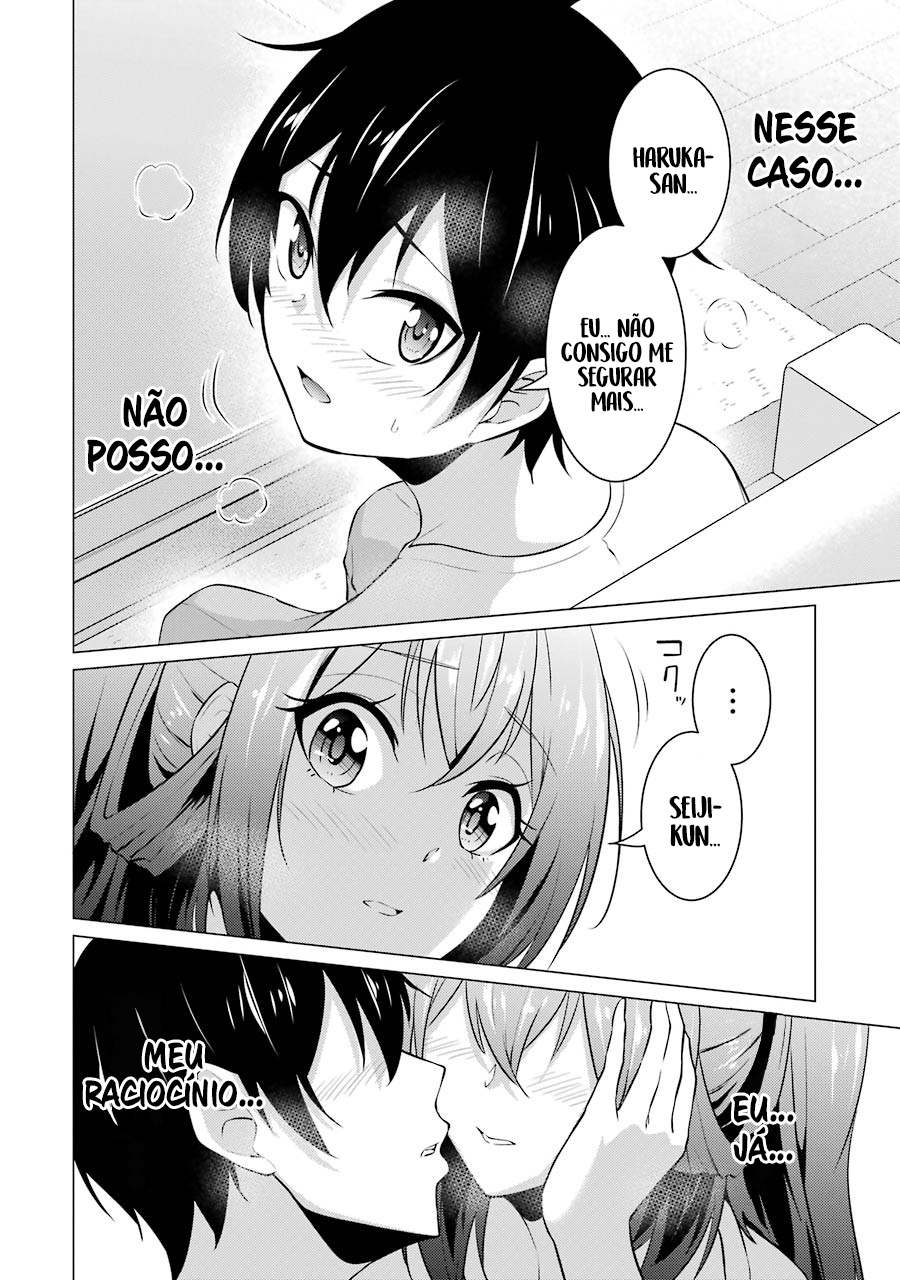 NESSE
CASO...
HARUKA-
SAN...
EU... NÃO
CONSIGO ME
SEGURAR
MAIS...
NÃO
POSSO...
...
コクッ
SEIJI-
KUN...
EU...
JÁ...
MEU
RACIOCÍNIO...